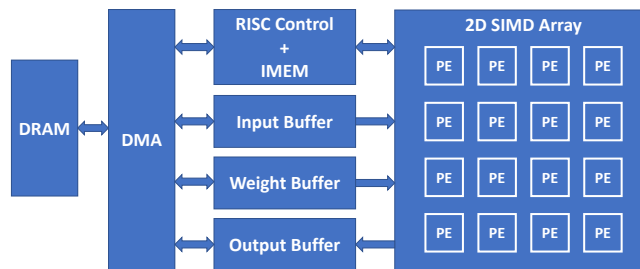 RISC Control
+
IMEM
2D SIMD Array
PE PE PE PE
DRAM
DMA
Input Buffer
PE PE PE PE
Weight Buffer
PE PE PE PE
Output Buffer
PE PE PE PE